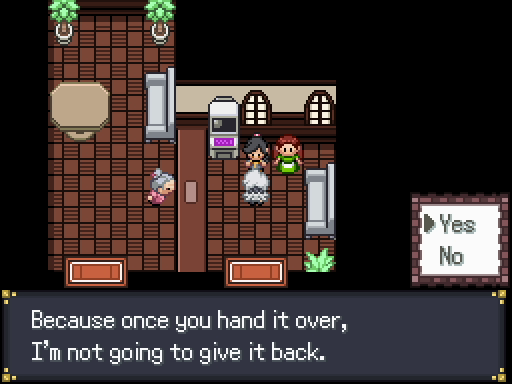 Yes
No
Because once you hand it over,
I'm not going to give it back.